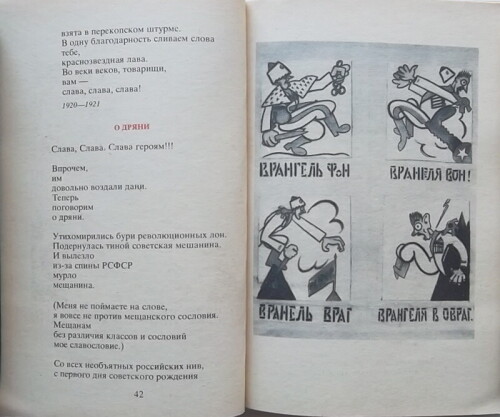 взята в перекопском штурме.
В одну благодарность сливаем слова
тебе,
краснозвездная лава.
Во веки веков, товарищи,
вам —
слава, слава, слава!
1920—1921
О ДРЯНИ
Слава, Слава, Слава героям!!!
Впрочем,
им
довольно воздали дани.
Теперь
поговорим
о дряни.
Утихомирились бури революционных лон.
Подернулась тиной советская мешанина.
И вылезло
из-за спины РСФСР
мурло
мещанина.
(Меня не поймаете на слове,
я вовсе не против мещанского сословия.
Мещанам
без различия классов и сословий
мое славословие.)
Со всех необъятных российских нив,
с первого дня советского рождения
42
ВРАНГЕЛЬ ФОН
ВРАНГЕЛЯ ВОН!
ВРАНЕЛЬ ВРАГ
ВРАНГЕЛЯ В ОВРАГ.